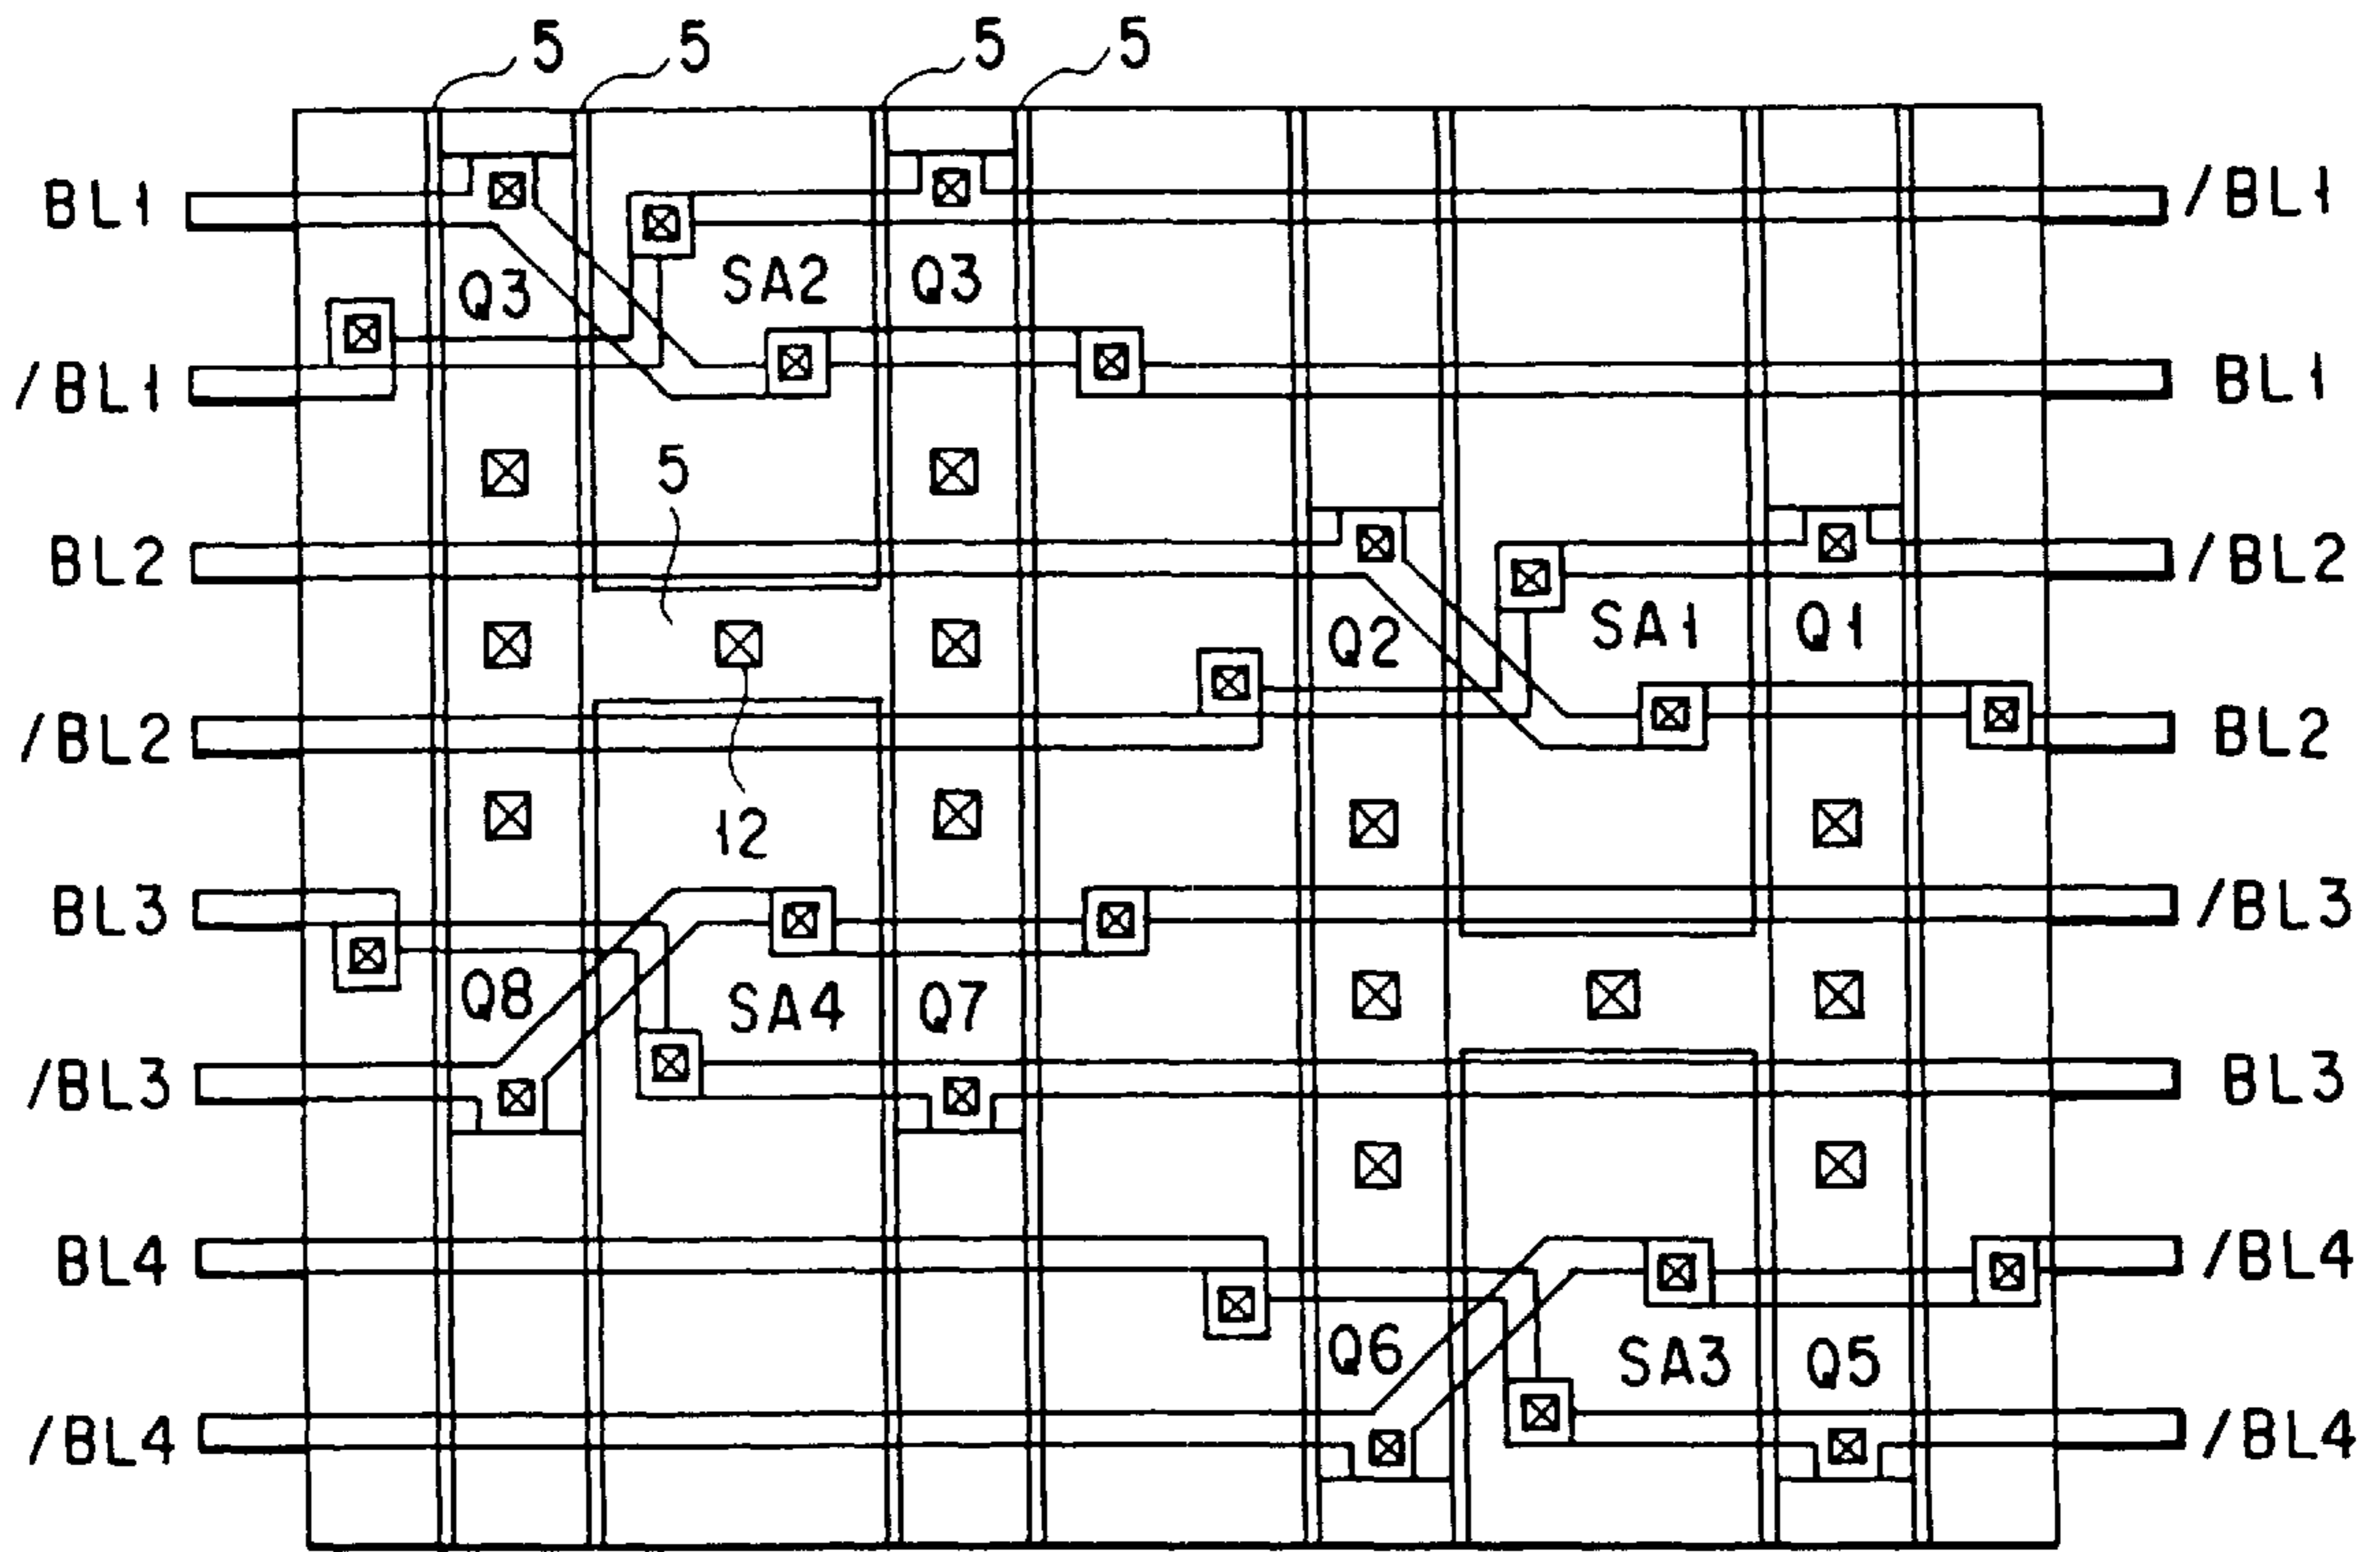 5 5 5 5
BL1 /BL1
Q3 SA2 Q3
/BL1 BL1
5
BL2 /BL2
Q2 SA1 Q1
/BL2 BL2
12
BL3 /BL3
Q8 SA4 Q7
/BL3 BL3
BL4 /BL4
Q6 SA3 Q5
/BL4 /BL4